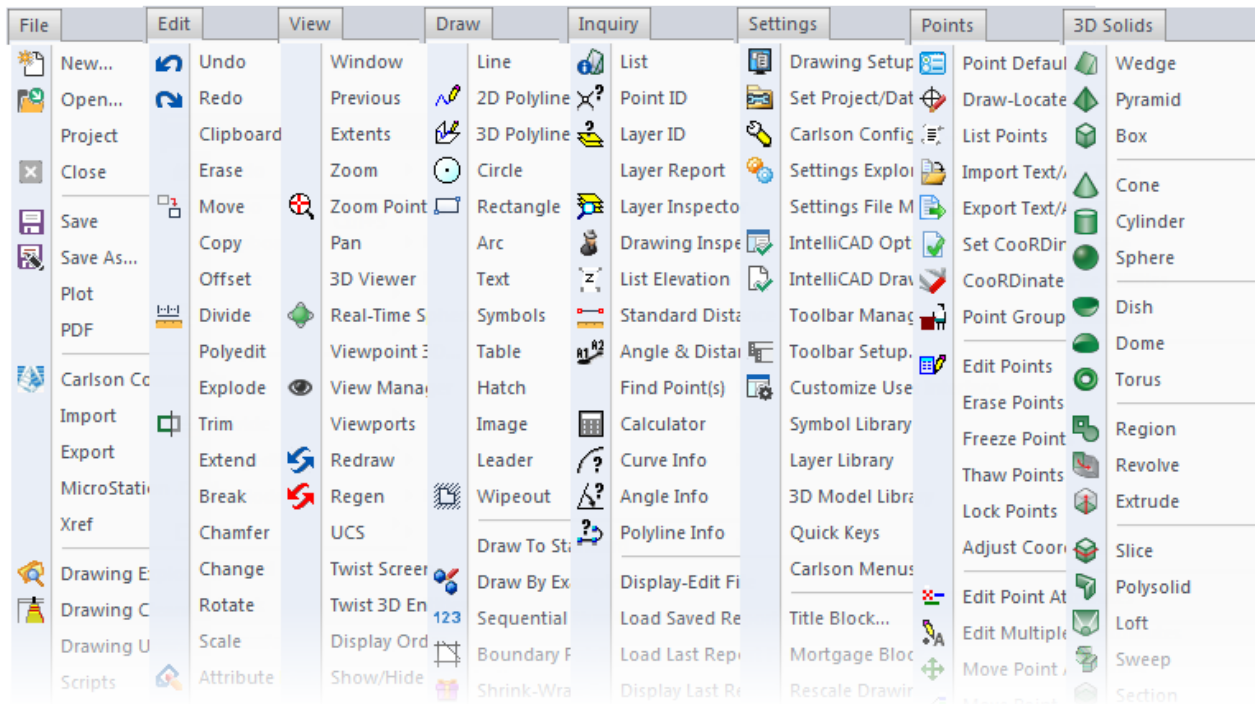 File
New...
Open...
Project
Close
Save
Save As...
Plot
PDF
Carlson Co
Import
Export
MicroStati
Xref
Drawing E
Drawing C
Drawing U
Scripts
Edit
Undo
Redo
Clipboard
Erase
Move
Copy
Offset
Divide
Polyedit
Explode
Trim
Extend
Break
Chamfer
Change
Rotate
Scale
Attribute
View
Window
Previous
Extents
Zoom
Zoom Point
Pan
3D Viewer
Real-Time S
Viewpoint 3
View Mana
Viewports
Redraw
Regen
UCS
Twist Screen
Twist 3D En
Display Ord
Show/Hide
Draw
Line
2D Polyline
3D Polyline
Circle
Rectangle
Arc
Text
Symbols
Table
Hatch
Image
Leader
Wipeout
Draw To Sta
Draw By Ex
123
Sequential
Boundary P
Shrink-Wra
Inquiry
List
Point ID
Layer ID
Layer Report
Layer Inspecto
Drawing Inspe
Z
List Elevation
Standard Dista
A1 A2
Angle & Distan
Find Point(s)
Calculator
Curve Info
Angle Info
Polyline Info
Display-Edit Fi
Load Saved Re
Load Last Repo
Display Last Re
Settings
Drawing Setup
Set Project/Dat
Carlson Config
Settings Explor
Settings File M
IntelliCAD Opt
IntelliCAD Draw
Toolbar Manag
Toolbar Setup.
Customize Use
Symbol Library
Layer Library
3D Model Libra
Quick Keys
Carlson Menus
Title Block...
Mortgage Bloc
Rescale Drawin
Points
Point Defaul
Draw-Locate
List Points
Import Text/A
Export Text/A
Set CooRDin
CooRDinate
Point Group
Edit Points
Erase Points
Freeze Point
Thaw Points
Lock Points
Adjust Coor
Edit Point At
Edit Multiple
Move Point A
Move Point
3D Solids
Wedge
Pyramid
Box
Cone
Cylinder
Sphere
Dish
Dome
Torus
Region
Revolve
Extrude
Slice
Polysolid
Loft
Sweep
Section